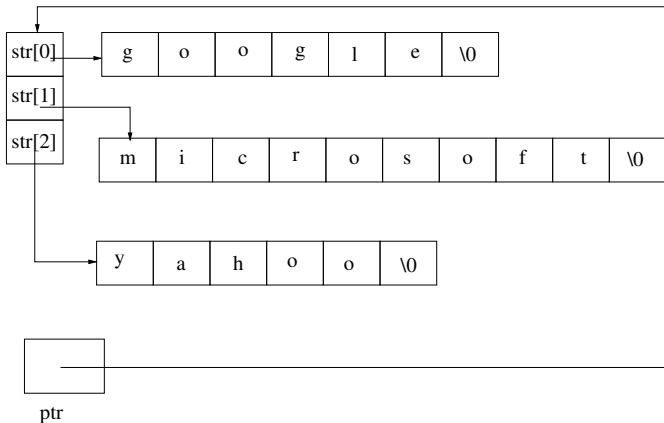 str[0] g o o g l e \0
str[1]
str[2] m i c r o s o f t \0
y a h o o \0
ptr